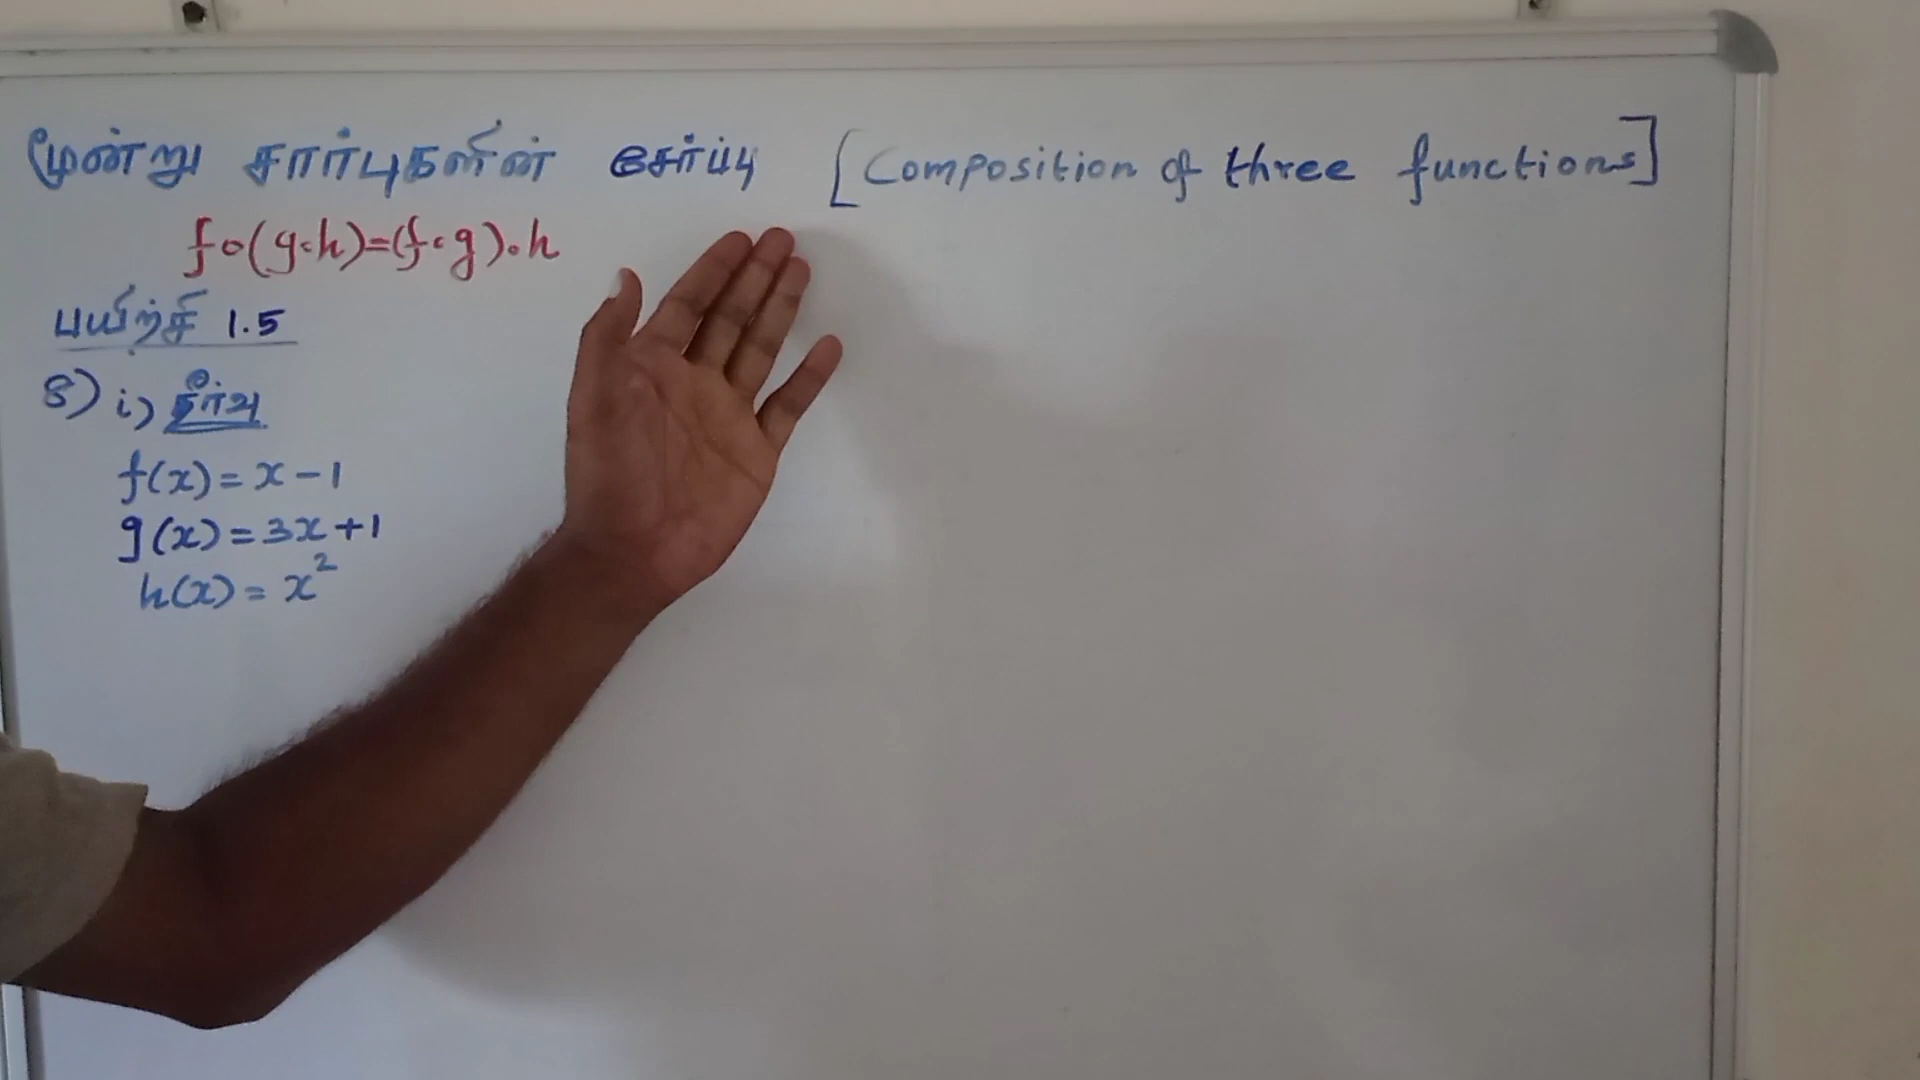 மூன்று சார்புகளின் சேர்ப்பு [Composition of three functions]
fo(g∘h)=(f∘g)∘h
பயிற்சி 1.5
8) i) தீர்வு
f(x)=x-1
g(x)=3x+1
h(x)=x²